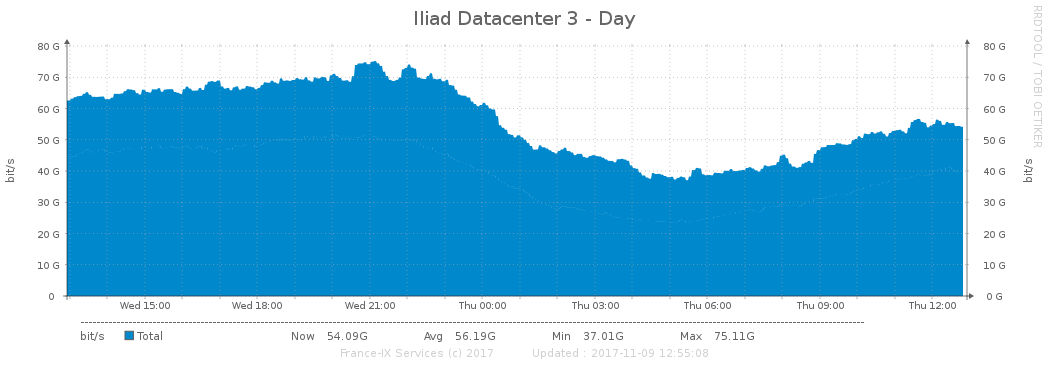 Iliad Datacenter 3 - Day
RRDTOOL / TOBI OETIKER
bit/s
80 G
70 G
60 G
50 G
40 G
30 G
20 G
10 G
0
80 G
70 G
60 G
50 G
40 G
30 G
20 G
10 G
0 G
bit/s
Wed 15:00 Wed 18:00 Wed 21:00 Thu 00:00 Thu 03:00 Thu 06:00 Thu 09:00 Thu 12:00
bit/s Total Now 54.09G Avg 56.19G Min 37.01G Max 75.11G
France-IX Services (c) 2017 Updated : 2017-11-09 12:55:08